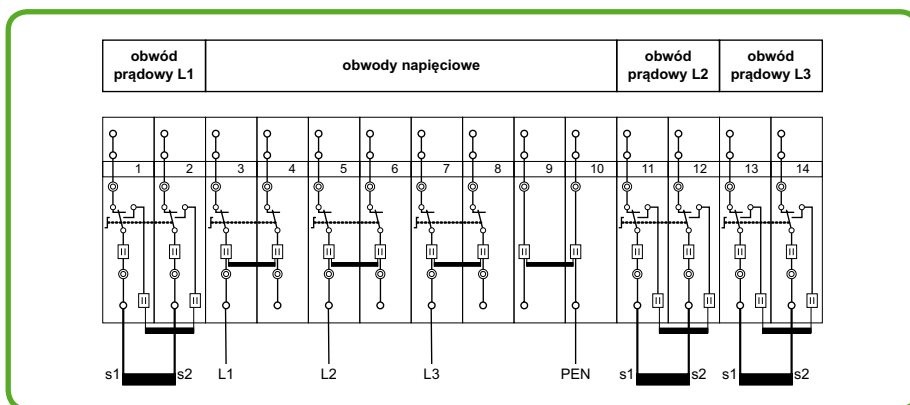 obwód prądowy L1
obwody napięciowe
obwód prądowy L2
obwód prądowy L3
1 2 3 4 5 6 7 8 9 10 11 12 13 14
s1 s2 L1 L2 L3 PEN s1 s2 s1 s2